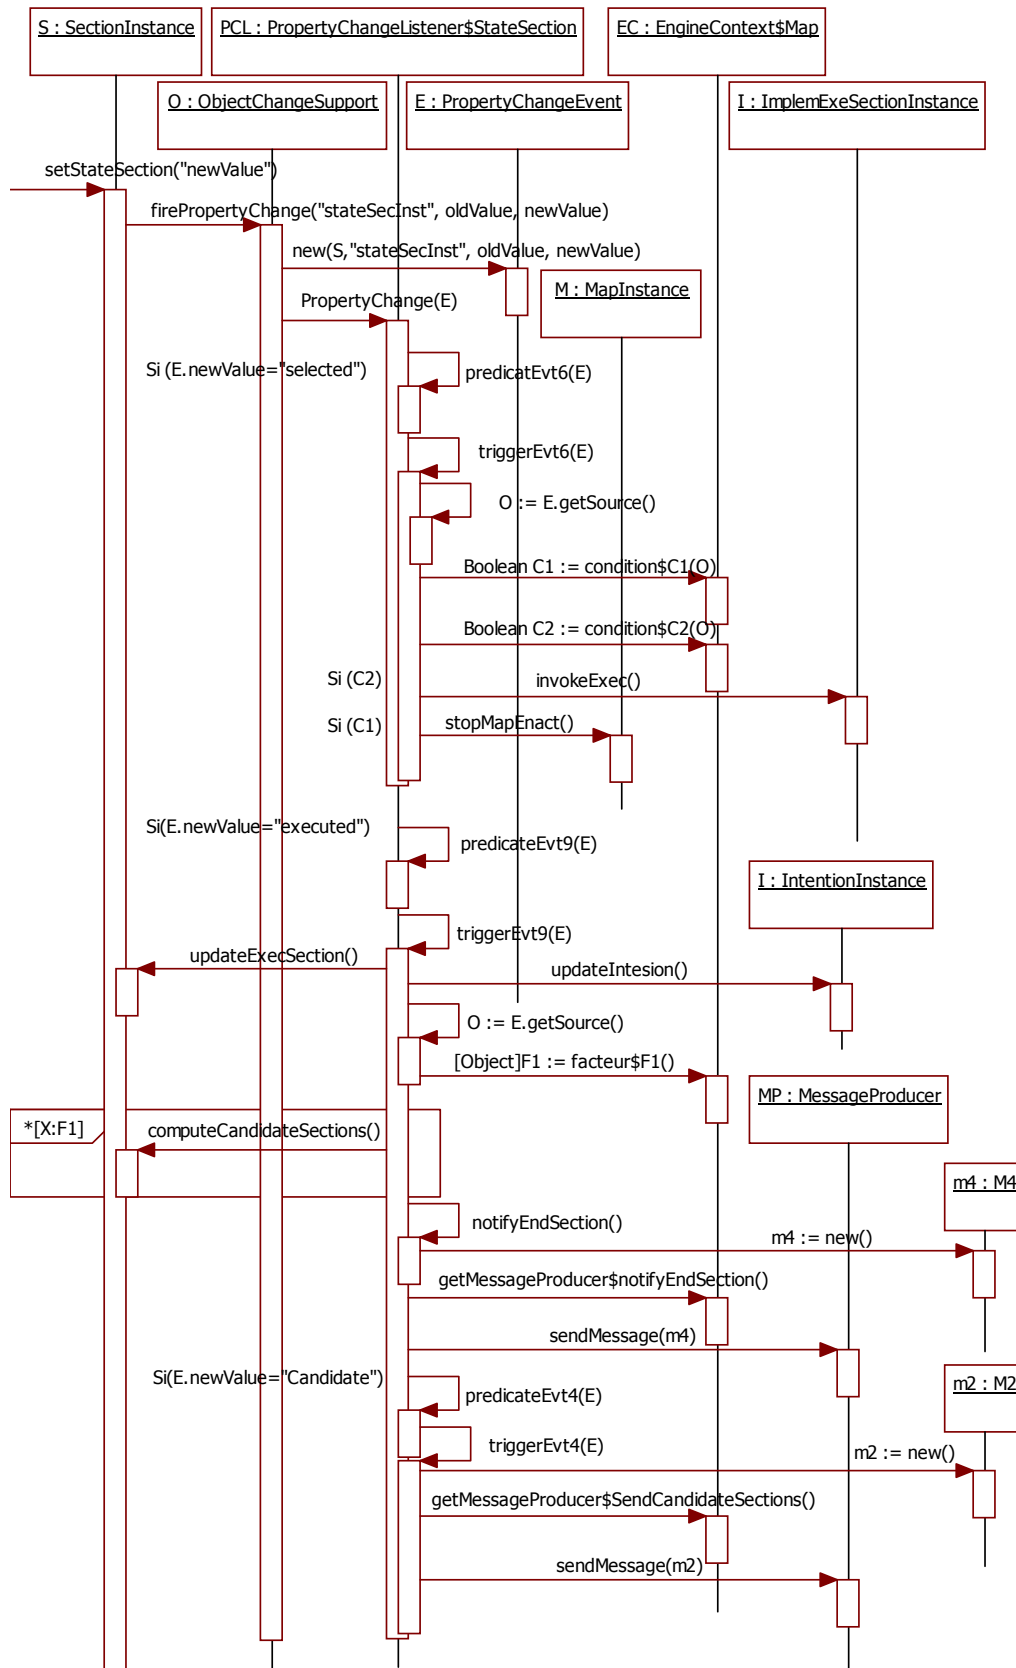 S : SectionInstance
PCL : PropertyChangeListener$StateSection
EC : EngineContext$Map
O : ObjectChangeSupport
E : PropertyChangeEvent
I : ImplemExeSectionInstance
setStateSection("newValue")
firePropertyChange("stateSecInst", oldValue, newValue)
new(S,"stateSecInst", oldValue, newValue)
M : MapInstance
PropertyChange(E)
Si (E.newValue="selected")
predicatEvt6(E)
triggerEvt6(E)
O := E.getSource()
Boolean C1 := condition$C1(O)
Boolean C2 := condition$C2(O)
Si (C2)
invokeExec()
Si (C1)
stopMapEnact()
Si(E.newValue="executed")
predicateEvt9(E)
I : IntentionInstance
triggerEvt9(E)
updateExecSection()
updateIntesion()
O := E.getSource()
[Object]F1 := facteur$F1()
MP : MessageProducer
*[X:F1]
computeCandidateSections()
m4 : M4
notifyEndSection()
m4 := new()
getMessageProducer$notifyEndSection()
sendMessage(m4)
Si(E.newValue="Candidate")
m2 : M2
predicateEvt4(E)
triggerEvt4(E)
m2 := new()
getMessageProducer$SendCandidateSections()
sendMessage(m2)